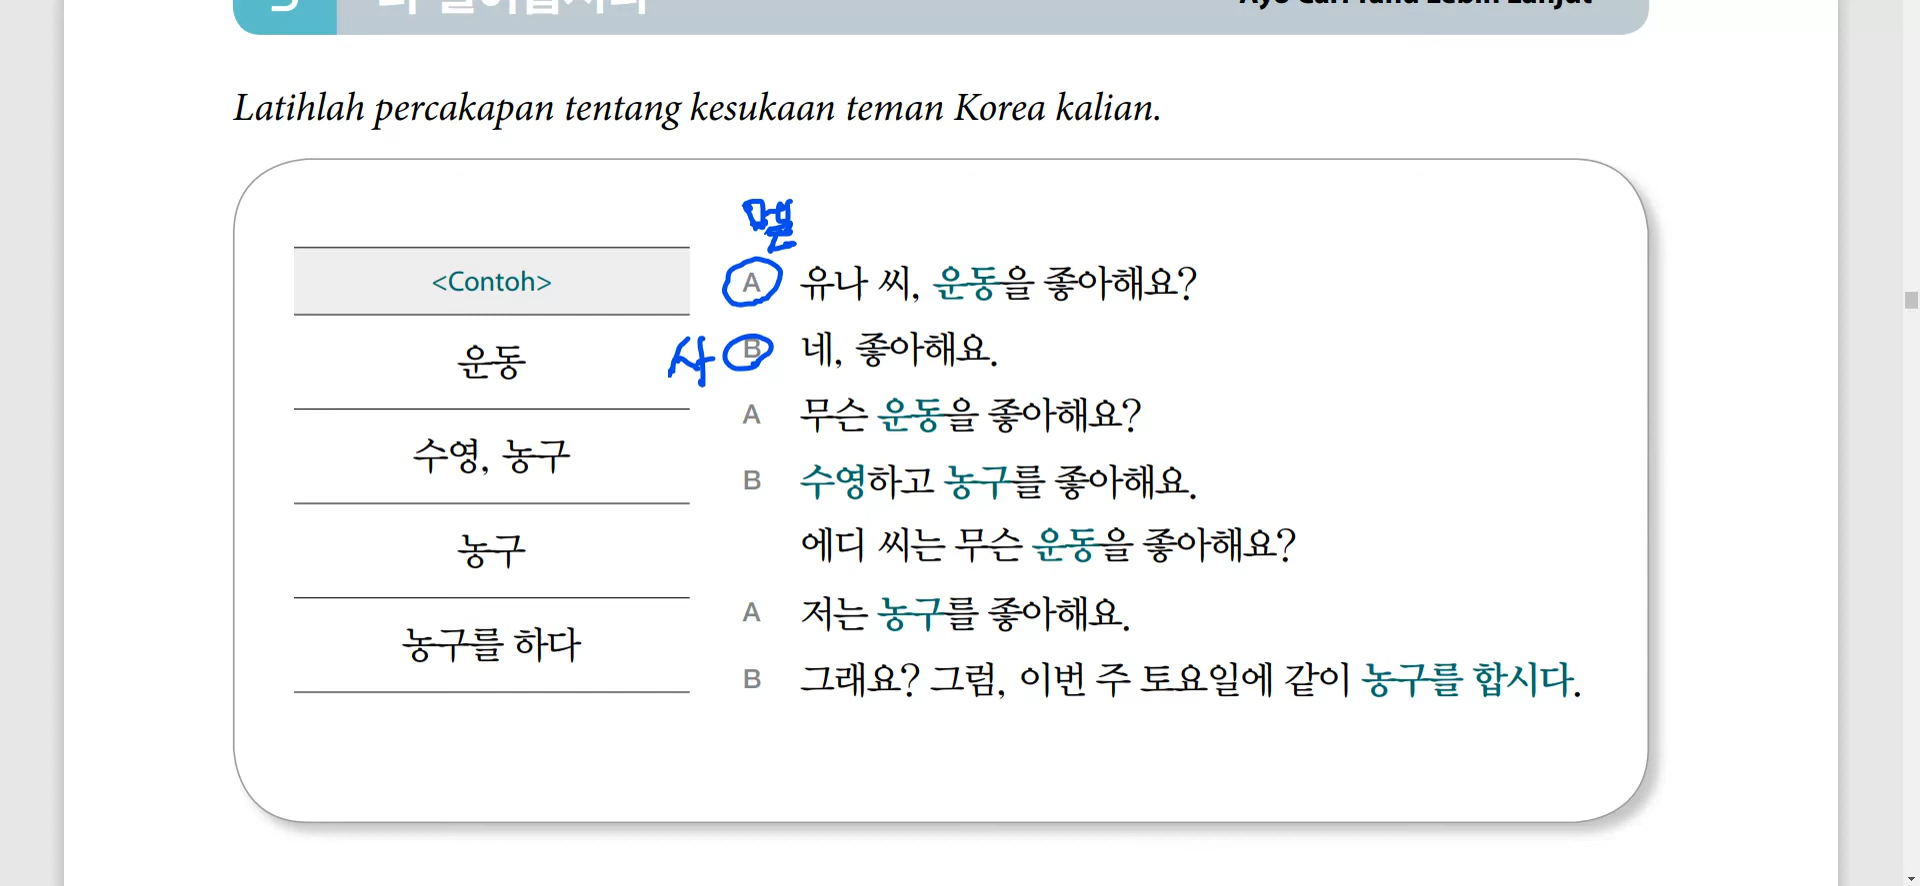 Latihlah percakapan tentang kesukaan teman Korea kalian.
<Contoh>
운동
수영, 농구
농구
농구를 하다
멜
A 유나 씨, 운동을 좋아해요?
사 B 네, 좋아해요.
A 무슨 운동을 좋아해요?
B 수영하고 농구를 좋아해요.
에디 씨는 무슨 운동을 좋아해요?
A 저는 농구를 좋아해요.
B 그래요? 그럼, 이번 주 토요일에 같이 농구를 합시다.